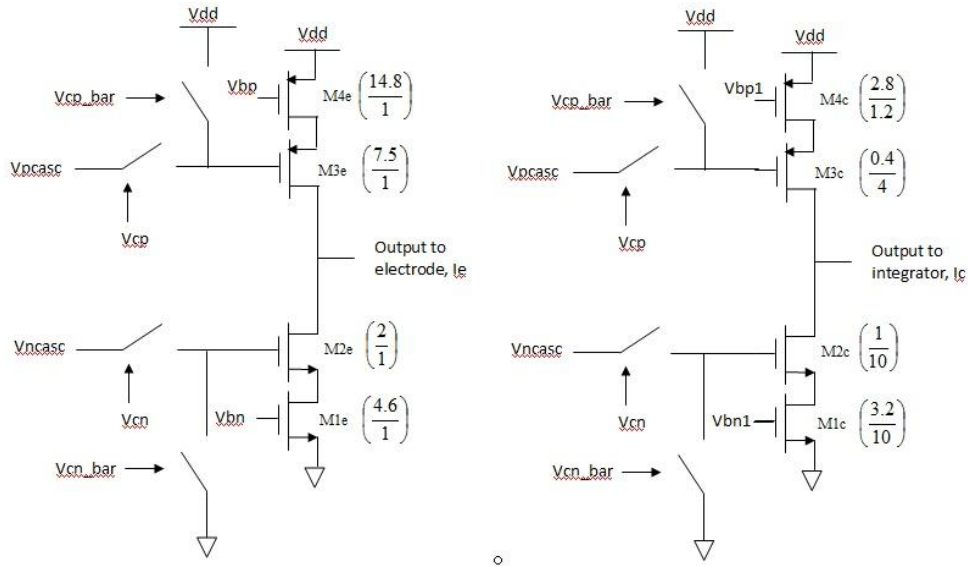 Vdd
Vdd
Vbp
Vcp_bar
M4e (14.8/1)
Vpcasc
M3e (7.5/1)
Vcp
Output to
electrode, Ie
Vncasc
M2e (2/1)
Vcn
Vbn
M1e (4.6/1)
Vcn_bar
Vdd
Vdd
Vbp1
Vcp_bar
M4c (2.8/1.2)
Vpcasc
M3c (0.4/4)
Vcp
Output to
integrator, Ic
Vncasc
M2c (1/10)
Vcn
Vbn1
M1c (3.2/10)
Vcn_bar